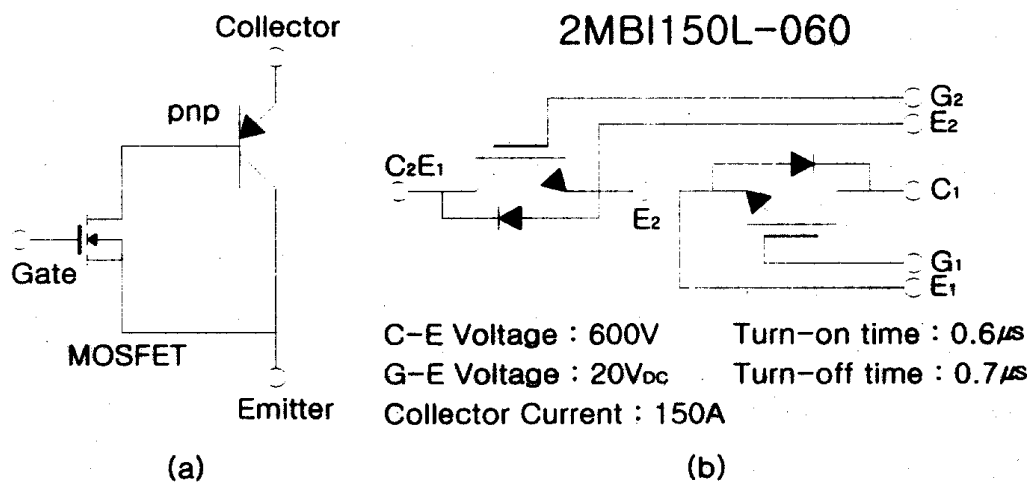 Collector
pnp
Gate
MOSFET
Emitter
(a)
2MBI150L-060
G2
E2
C2E1
E2
C1
G1
E1
C-E Voltage : 600V
Turn-on time : 0.6㎲
G-E Voltage : 20VDC
Turn-off time : 0.7㎲
Collector Current : 150A
(b)